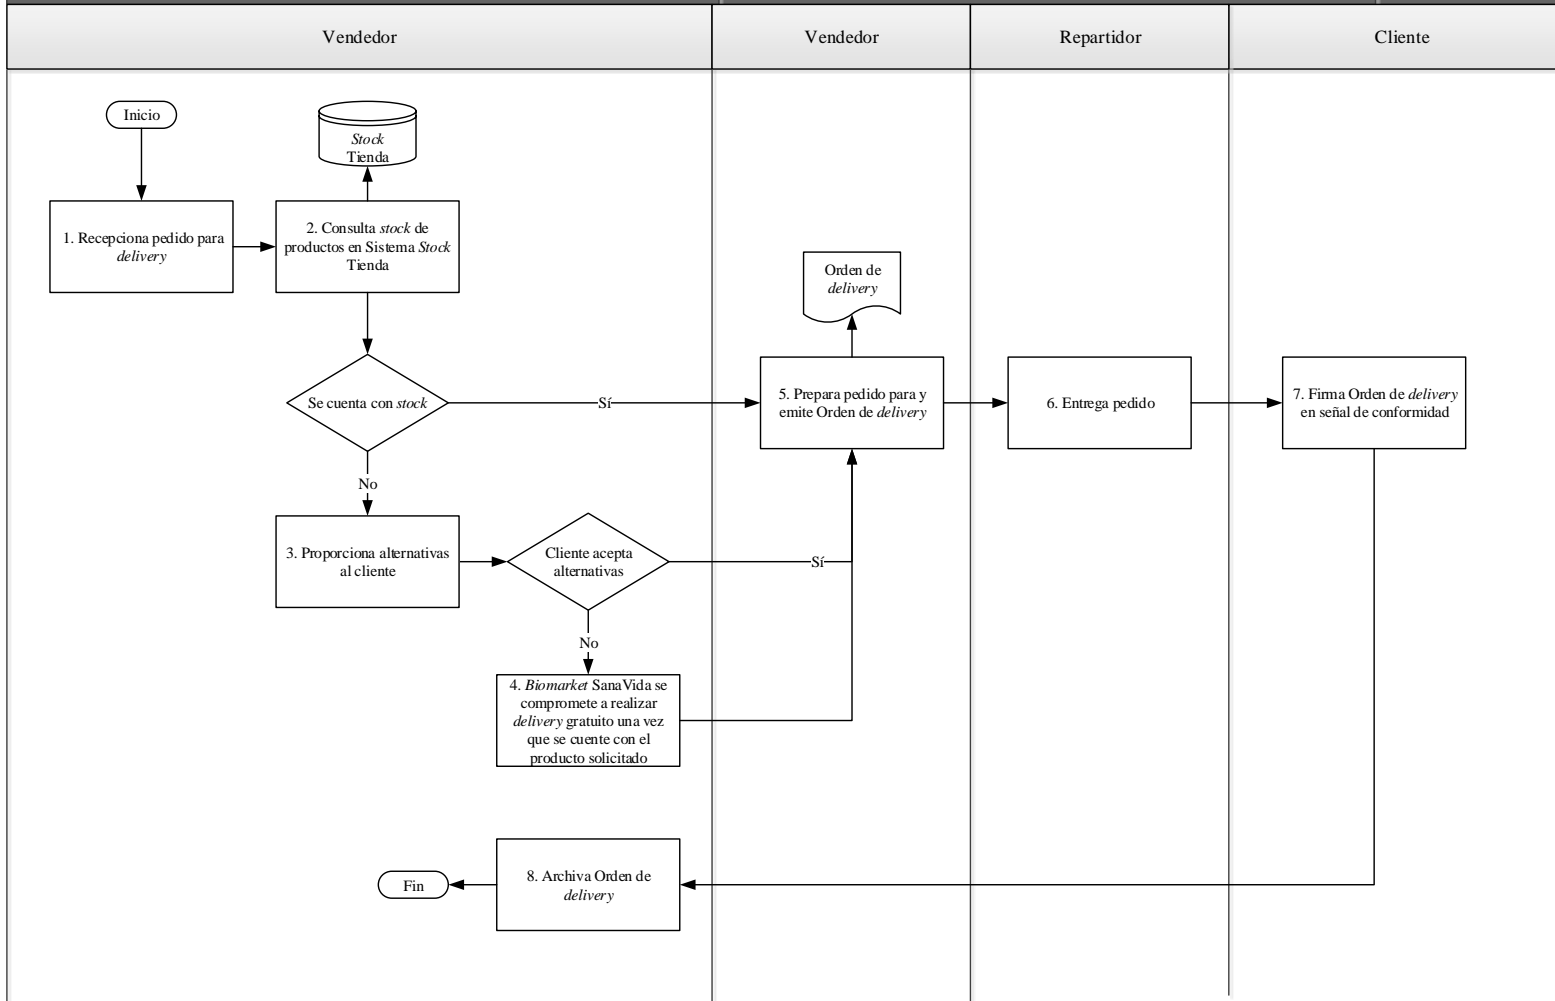 Vendedor
Vendedor
Repartidor
Cliente
Inicio
Stock
Tienda
1. Recepciona pedido para
delivery
2. Consulta stock de
productos en Sistema Stock
Tienda
Orden de
delivery
Se cuenta con stock
Sí
5. Prepara pedido para y
emite Orden de delivery
6. Entrega pedido
7. Firma Orden de delivery
en señal de conformidad
No
3. Proporciona alternativas
al cliente
Cliente acepta
alternativas
Sí
No
4. Biomarket SanaVida se
compromete a realizar
delivery gratuito una vez
que se cuente con el
producto solicitado
8. Archiva Orden de
delivery
Fin